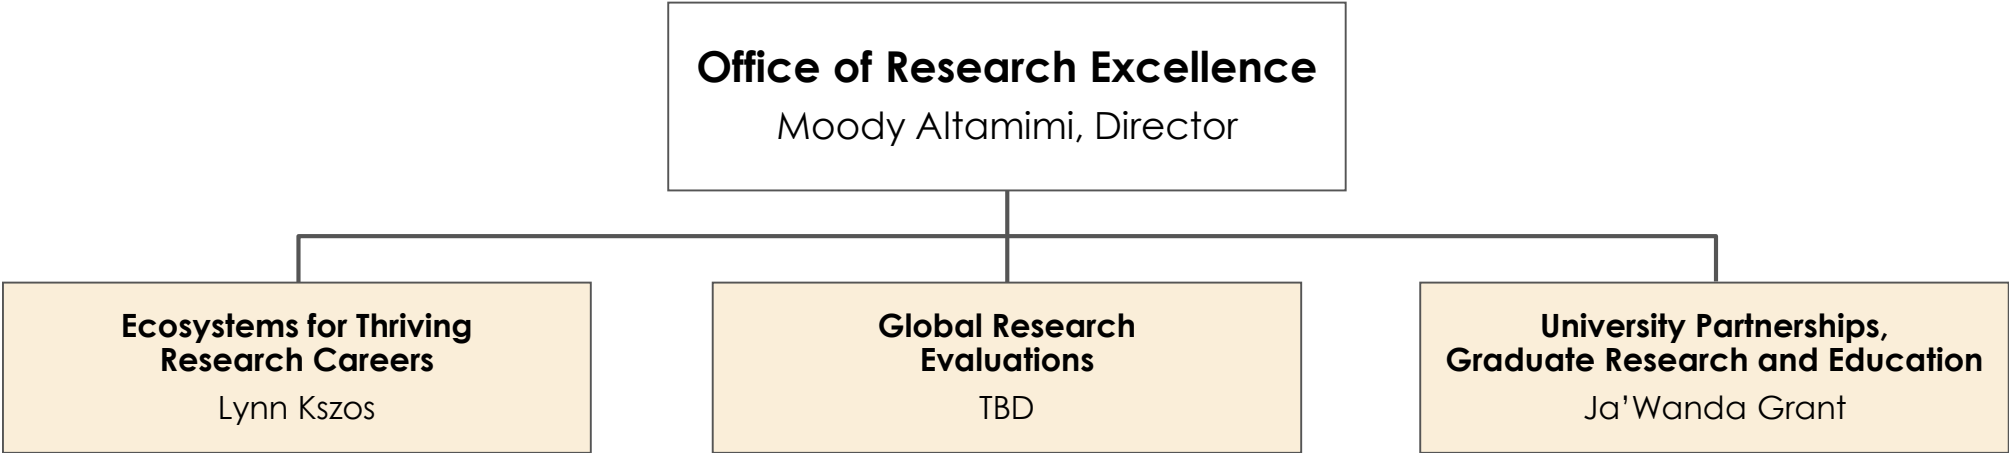 Office of Research Excellence
Moody Altamimi, Director
Ecosystems for Thriving
Research Careers
Lynn Kszos
Global Research
Evaluations
TBD
University Partnerships,
Graduate Research and Education
Ja’Wanda Grant